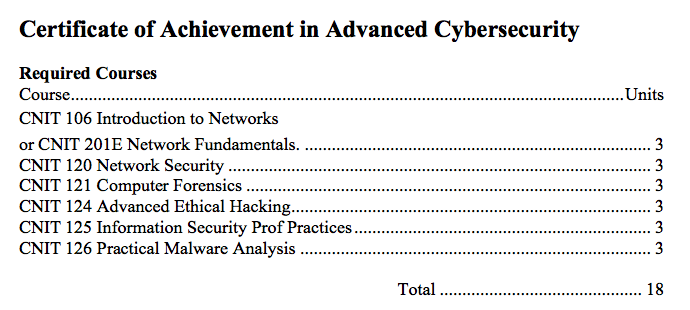 Certificate of Achievement in Advanced Cybersecurity
Required Courses
Course....................................................................................................................................Units
CNIT 106 Introduction to Networks
or CNIT 201E Network Fundamentals. .......................................................................... 3
CNIT 120 Network Security ........................................................................................... 3
CNIT 121 Computer Forensics ....................................................................................... 3
CNIT 124 Advanced Ethical Hacking............................................................................. 3
CNIT 125 Information Security Prof Practices............................................................... 3
CNIT 126 Practical Malware Analysis ........................................................................... 3
Total ........................................... 18